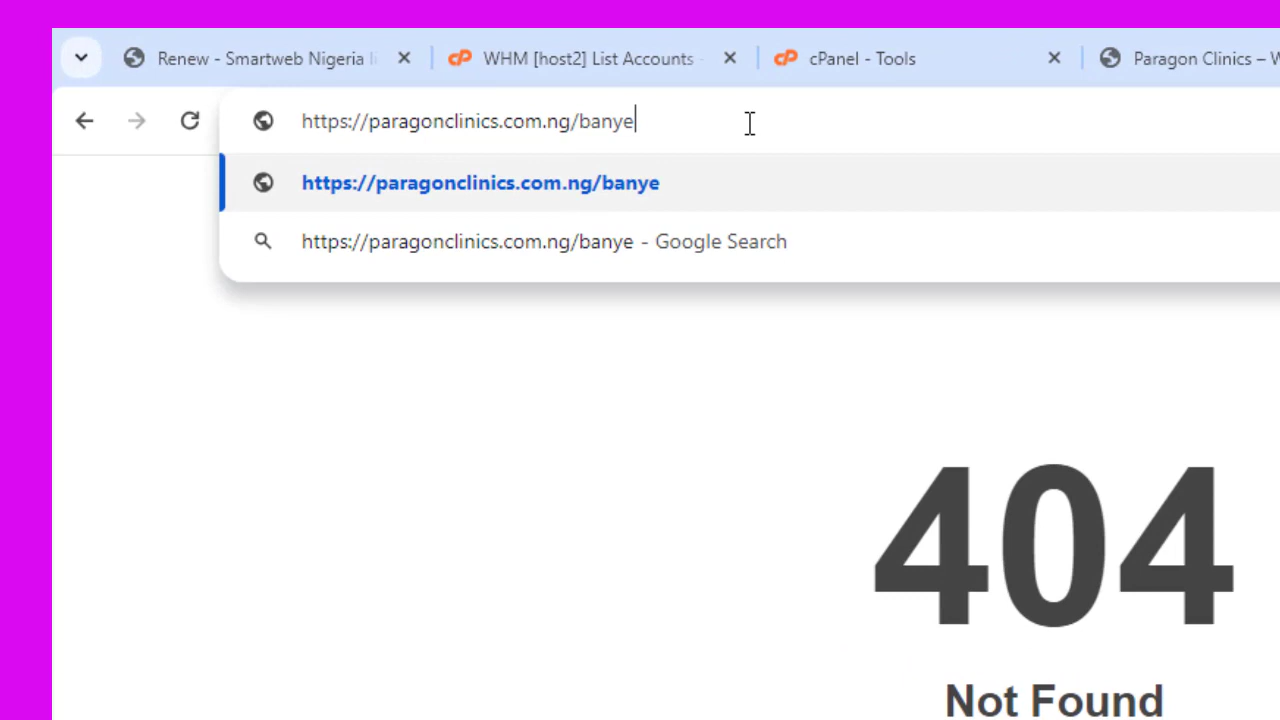 Renew - Smartweb Nigeria
WHM [host2] List Accounts -
cPanel - Tools
Paragon Clinics –
https://paragonclinics.com.ng/banye
https://paragonclinics.com.ng/banye
https://paragonclinics.com.ng/banye - Google Search
404
Not Found